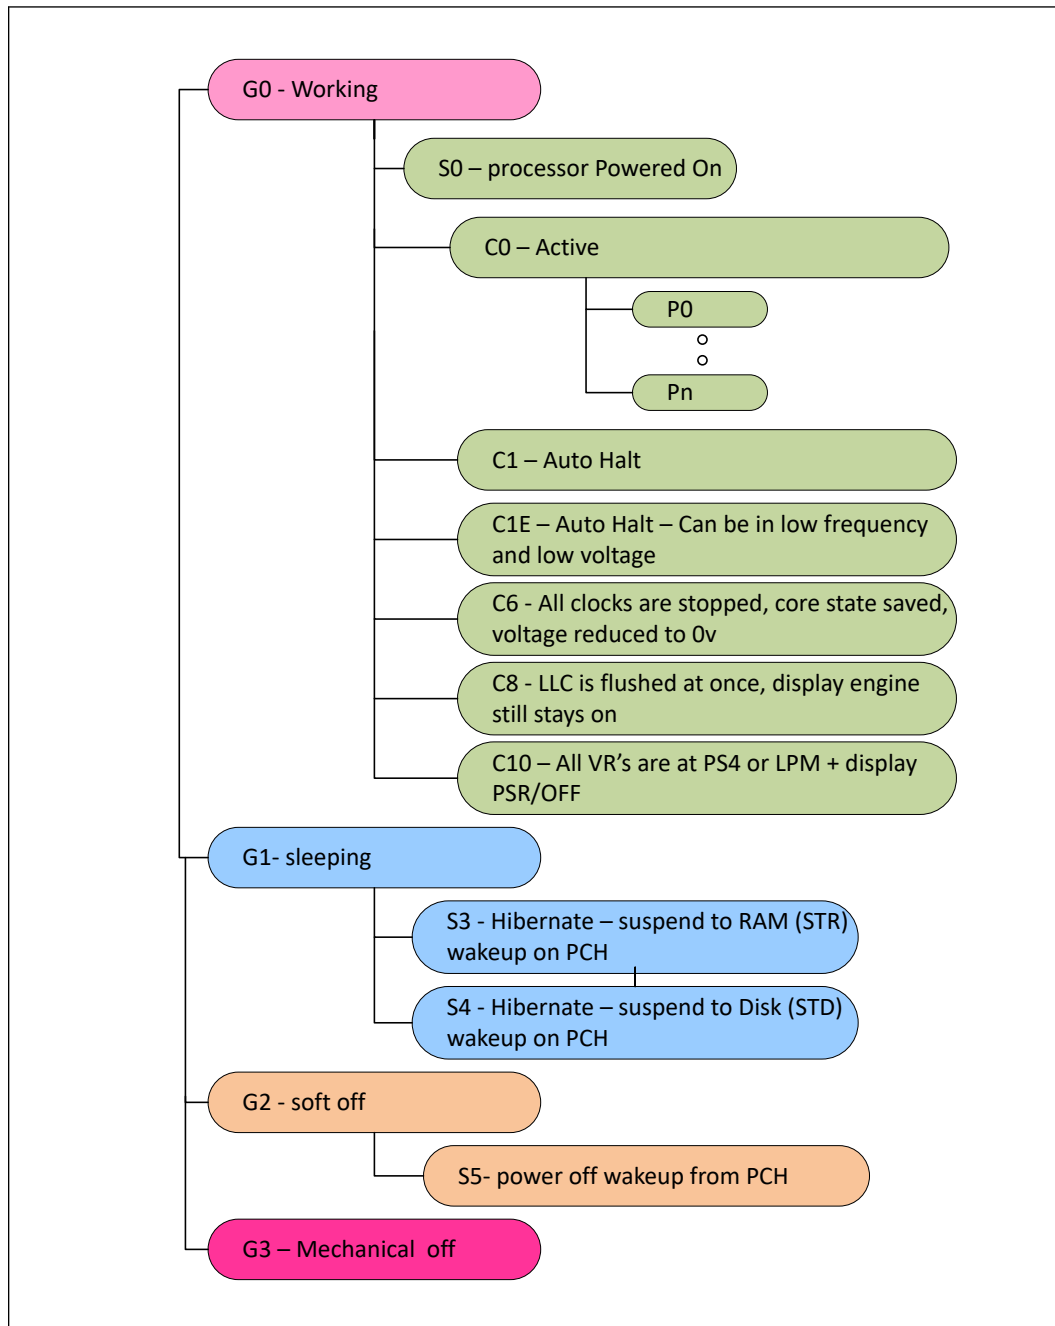 G0 - Working
S0 – processor Powered On
C0 – Active
P0
Pn
C1 – Auto Halt
C1E – Auto Halt – Can be in low frequency
and low voltage
C6 - All clocks are stopped, core state saved,
voltage reduced to 0v
C8 - LLC is flushed at once, display engine
still stays on
C10 – All VR’s are at PS4 or LPM + display
PSR/OFF
G1- sleeping
S3 - Hibernate – suspend to RAM (STR)
wakeup on PCH
S4 - Hibernate – suspend to Disk (STD)
wakeup on PCH
G2 - soft off
S5- power off wakeup from PCH
G3 – Mechanical  off